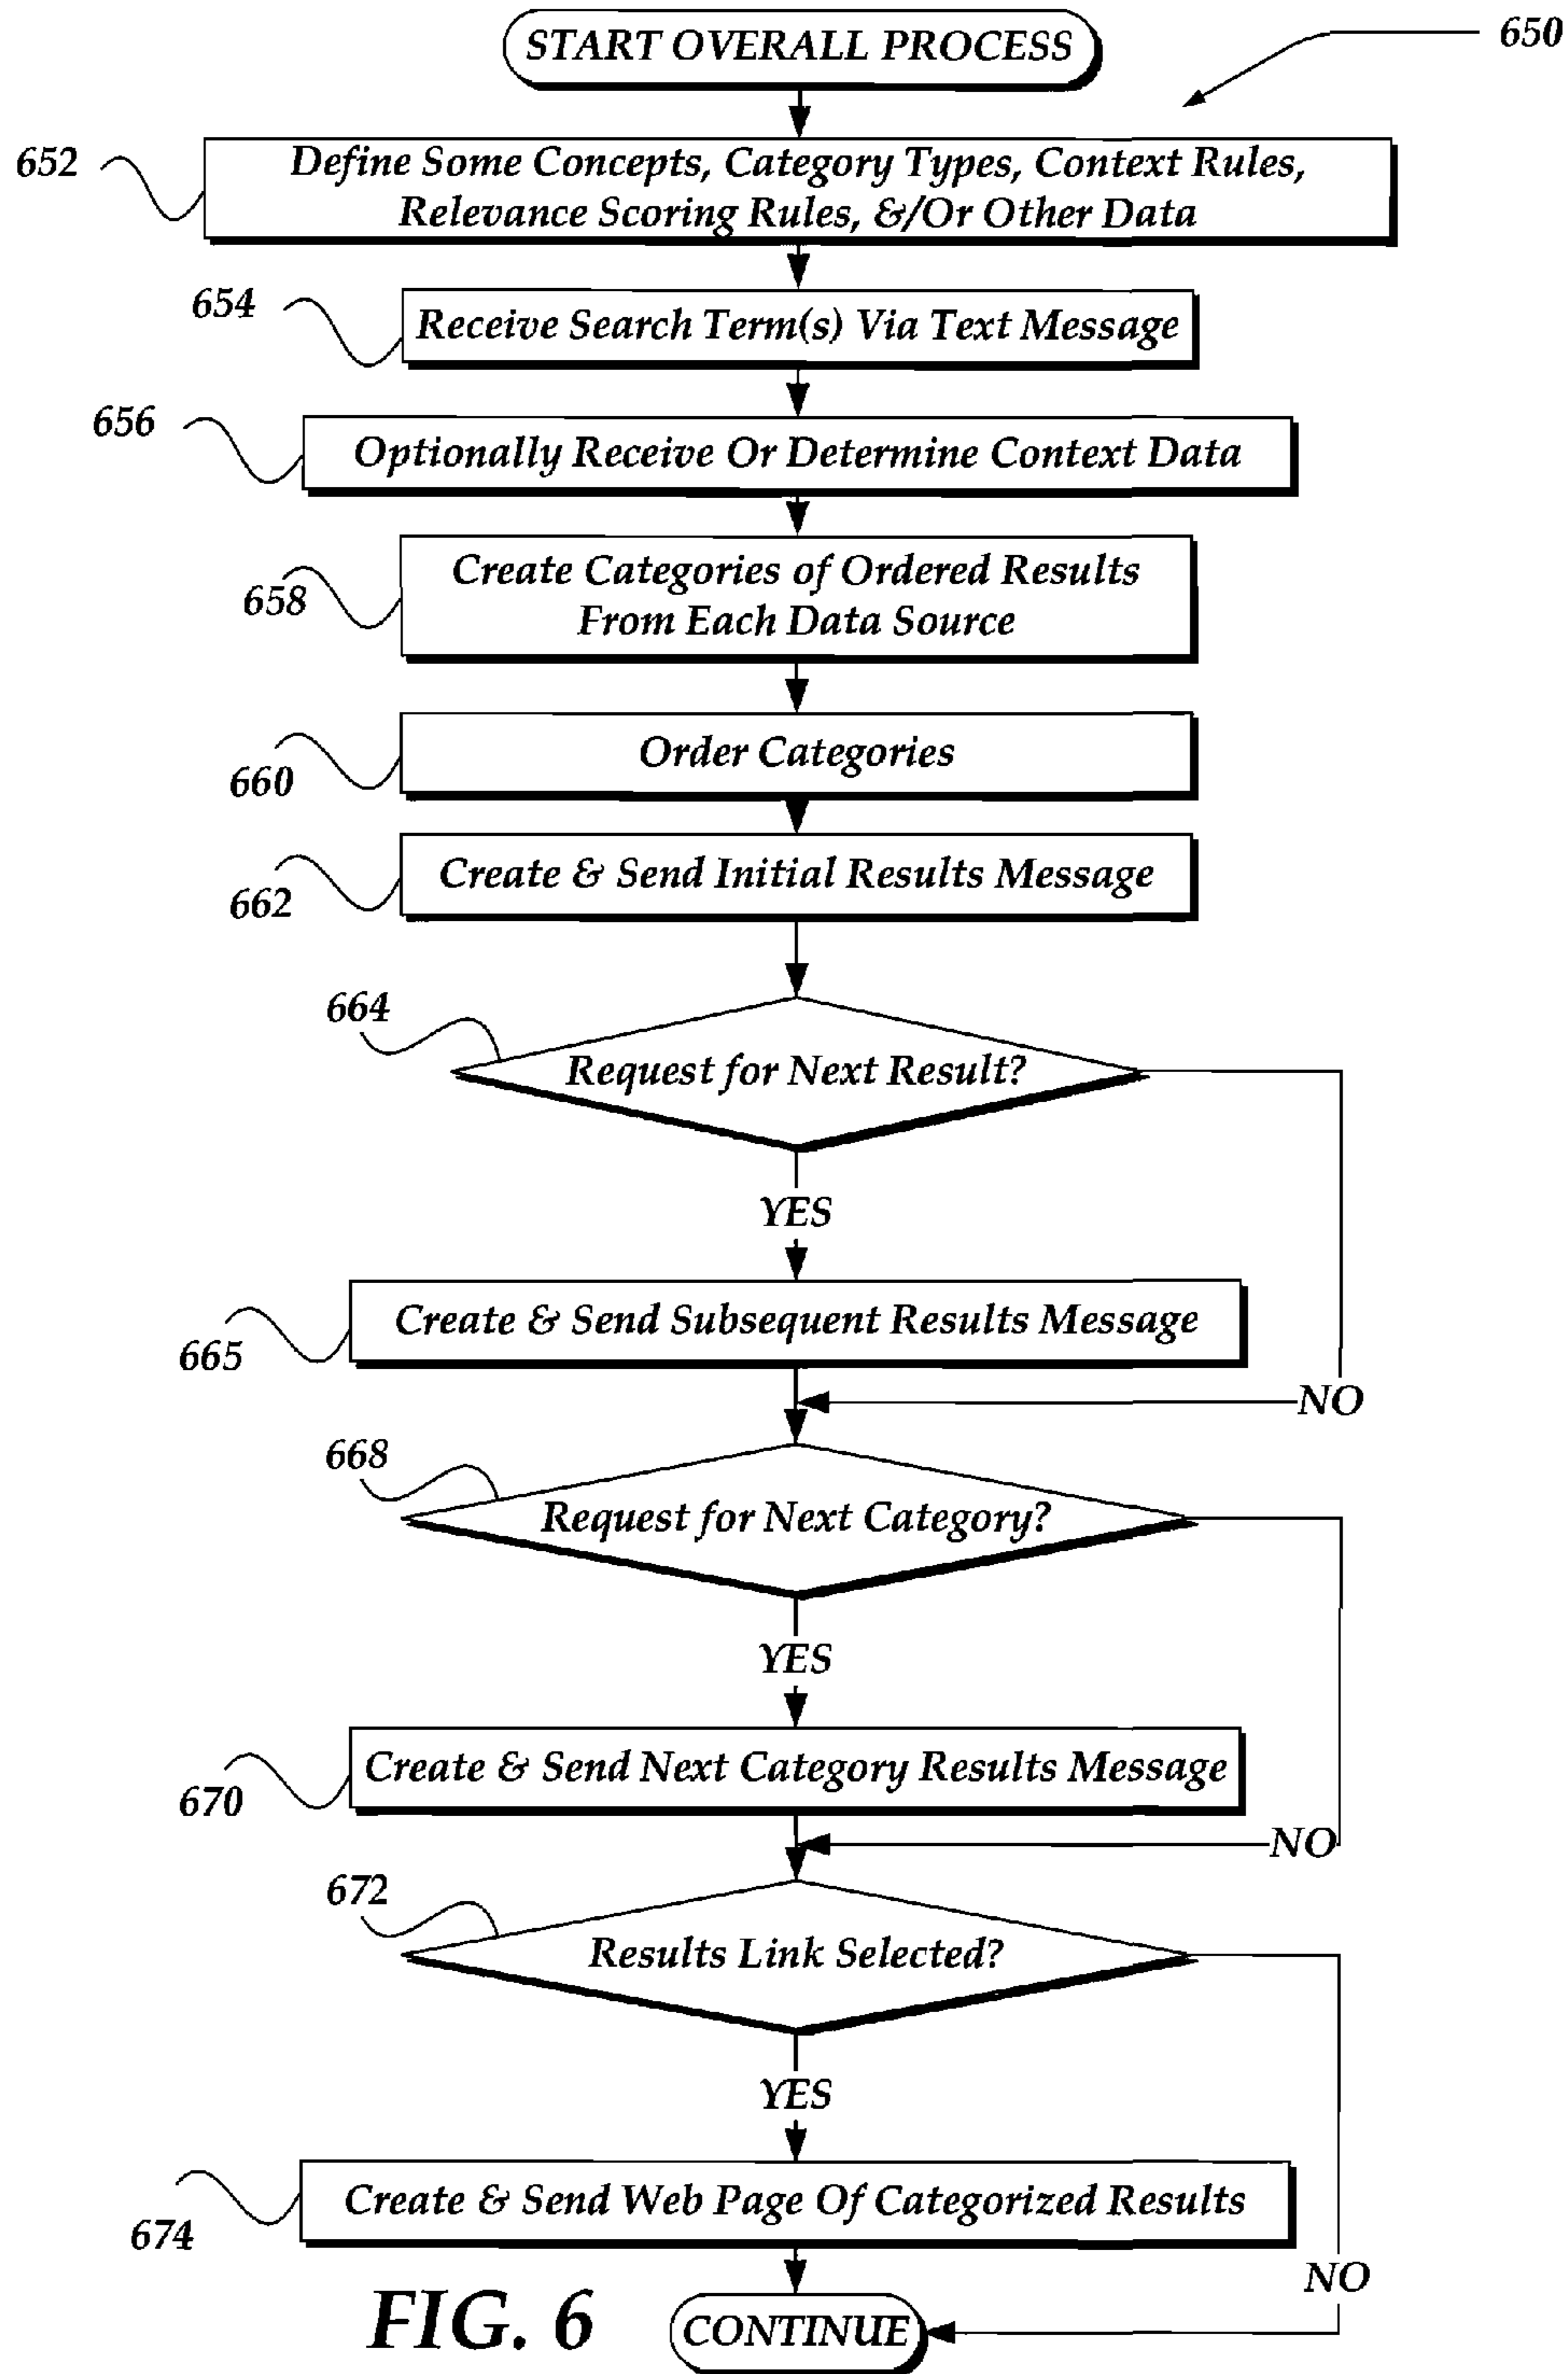 START OVERALL PROCESS
650
652
Define Some Concepts, Category Types, Context Rules,
Relevance Scoring Rules, &/Or Other Data
654
Receive Search Term(s) Via Text Message
656
Optionally Receive Or Determine Context Data
658
Create Categories of Ordered Results
From Each Data Source
660
Order Categories
662
Create & Send Initial Results Message
664
Request for Next Result?
YES
665
Create & Send Subsequent Results Message
NO
668
Request for Next Category?
YES
670
Create & Send Next Category Results Message
NO
672
Results Link Selected?
YES
674
Create & Send Web Page Of Categorized Results
NO
FIG. 6
CONTINUE